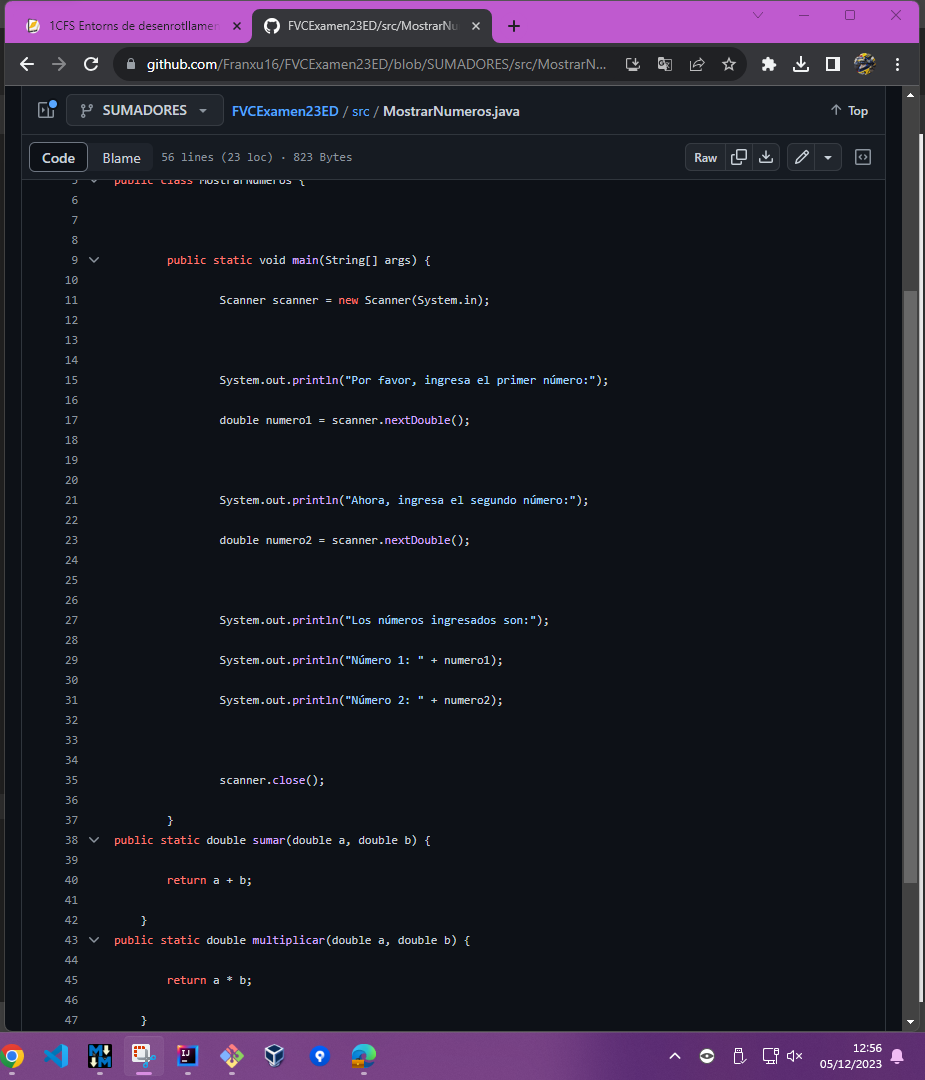 1CFS Entorns de desenrotllamen
FVCExamen23ED/src/MostrarNu
github.com/Franxu16/FVCExamen23ED/blob/SUMADORES/src/MostrarN...
SUMADORES
FVCExamen23ED / src / MostrarNumeros.java
Top
Code
Blame
56 lines (23 loc) · 823 Bytes
Raw
5 public class MostrarNumeros {
6
7
8
9 public static void main(String[] args) {
10
11 Scanner scanner = new Scanner(System.in);
12
13
14
15 System.out.println("Por favor, ingresa el primer número:");
16
17 double numero1 = scanner.nextDouble();
18
19
20
21 System.out.println("Ahora, ingresa el segundo número:");
22
23 double numero2 = scanner.nextDouble();
24
25
26
27 System.out.println("Los números ingresados son:");
28
29 System.out.println("Número 1: " + numero1);
30
31 System.out.println("Número 2: " + numero2);
32
33
34
35 scanner.close();
36
37 }
38 public static double sumar(double a, double b) {
39
40 return a + b;
41
42 }
43 public static double multiplicar(double a, double b) {
44
45 return a * b;
46
47 }
12:56
05/12/2023